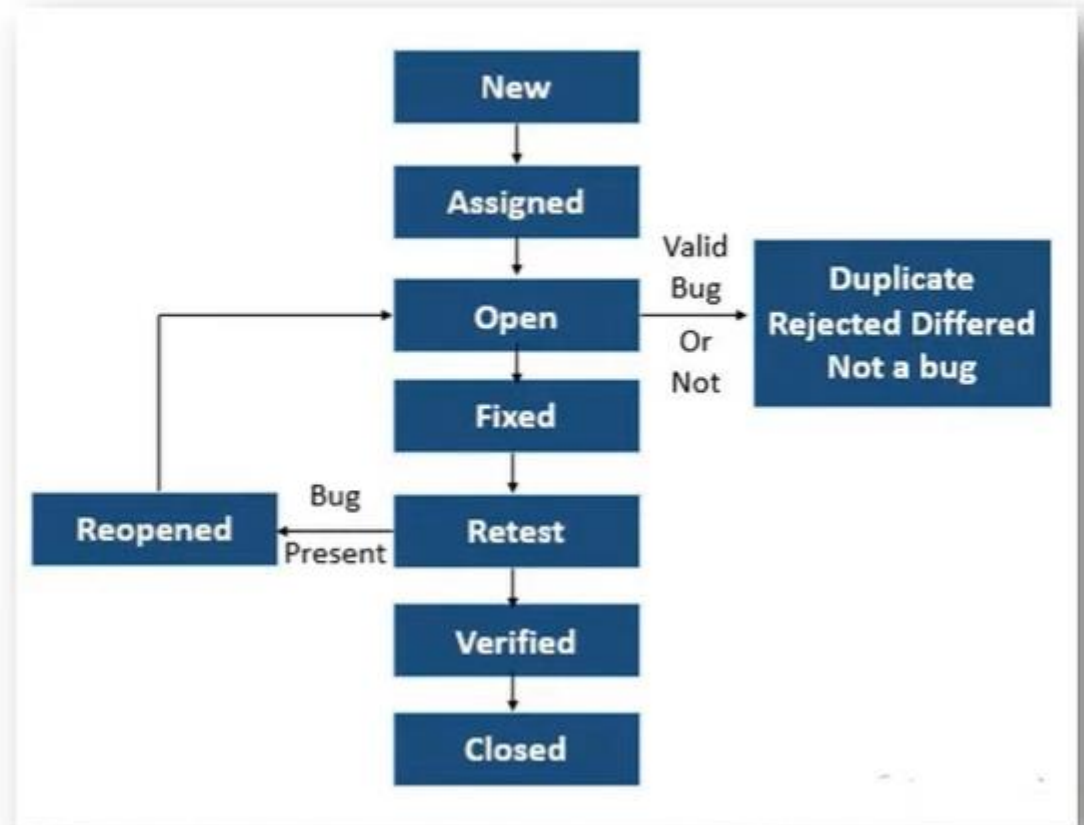 New
Assigned
Valid
Bug
Or
Not
Duplicate
Rejected Differed
Not a bug
Open
Fixed
Bug
Present
Reopened
Retest
Verified
Closed